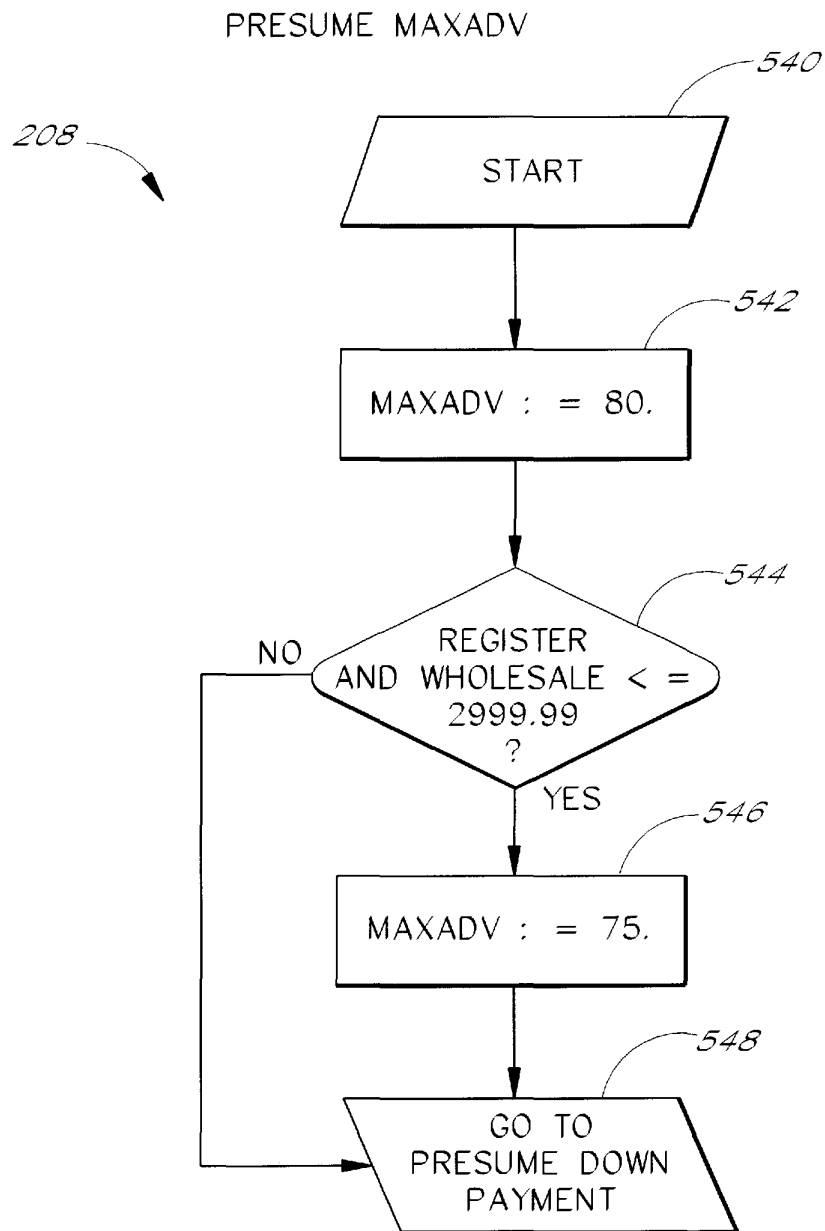 PRESUME MAXADV
540
208
START
542
MAXADV : = 80.
544
NO
REGISTER
AND WHOLESALE < =
2999.99
?
YES
546
MAXADV : = 75.
548
GO TO
PRESUME DOWN
PAYMENT